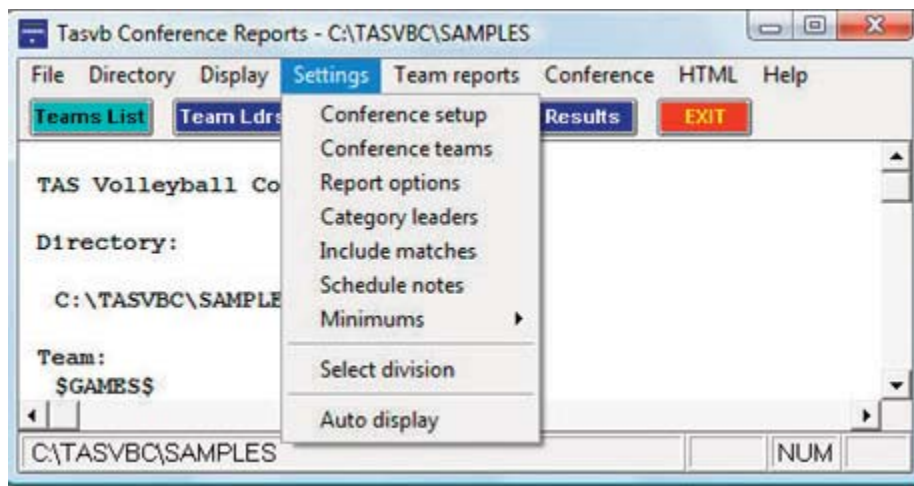 Tasvb Conference Reports - C:\TASVBC\SAMPLES
File Directory Display Settings Team reports Conference HTML Help
Teams List Team Ldrs Results EXIT
Conference setup
Conference teams
Report options
Category leaders
Include matches
Schedule notes
Minimums
Select division
Auto display
TAS Volleyball Co
Directory:
C:\TASVBC\SAMPLE
Team:
$GAMES$
C:\TASVBC\SAMPLES NUM